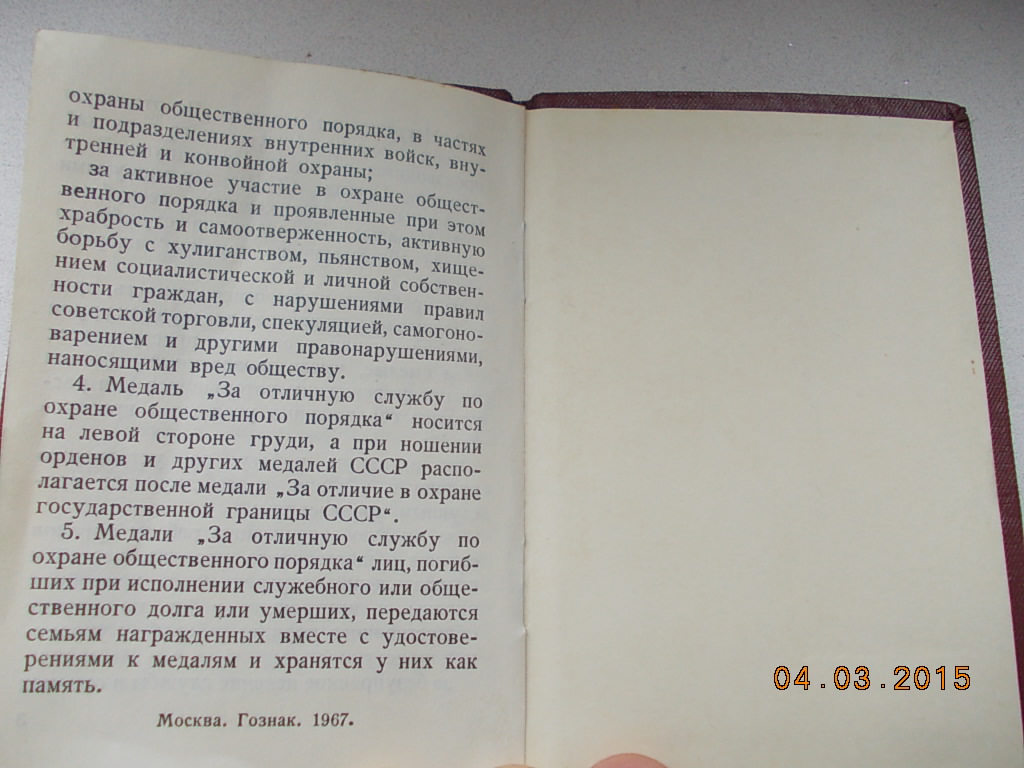 охраны общественного порядка, в частях
и подразделениях внутренних войск, вну-
тренней и конвойной охраны;
за активное участие в охране общест-
венного порядка и проявленные при этом
храбрость и самоотверженность, активную
борьбу с хулиганством, пьянством, хище-
нием социалистической и личной собствен-
ности граждан, с нарушениями правил
советской торговли, спекуляцией, самогоно-
варением и другими правонарушениями,
наносящими вред обществу.
4. Медаль „За отличную службу по
охране общественного порядка“ носится
на левой стороне груди, а при ношении
орденов и других медалей СССР распо-
лагается после медали „За отличие в охране
государственной границы СССР“.
5. Медали „За отличную службу по
охране общественного порядка“ лиц, погиб-
ших при исполнении служебного или обще-
ственного долга или умерших, передаются
семьям награжденных вместе с удостове-
рениями к медалям и хранятся у них как
память.
Москва. Гознак. 1967.
04.03.2015